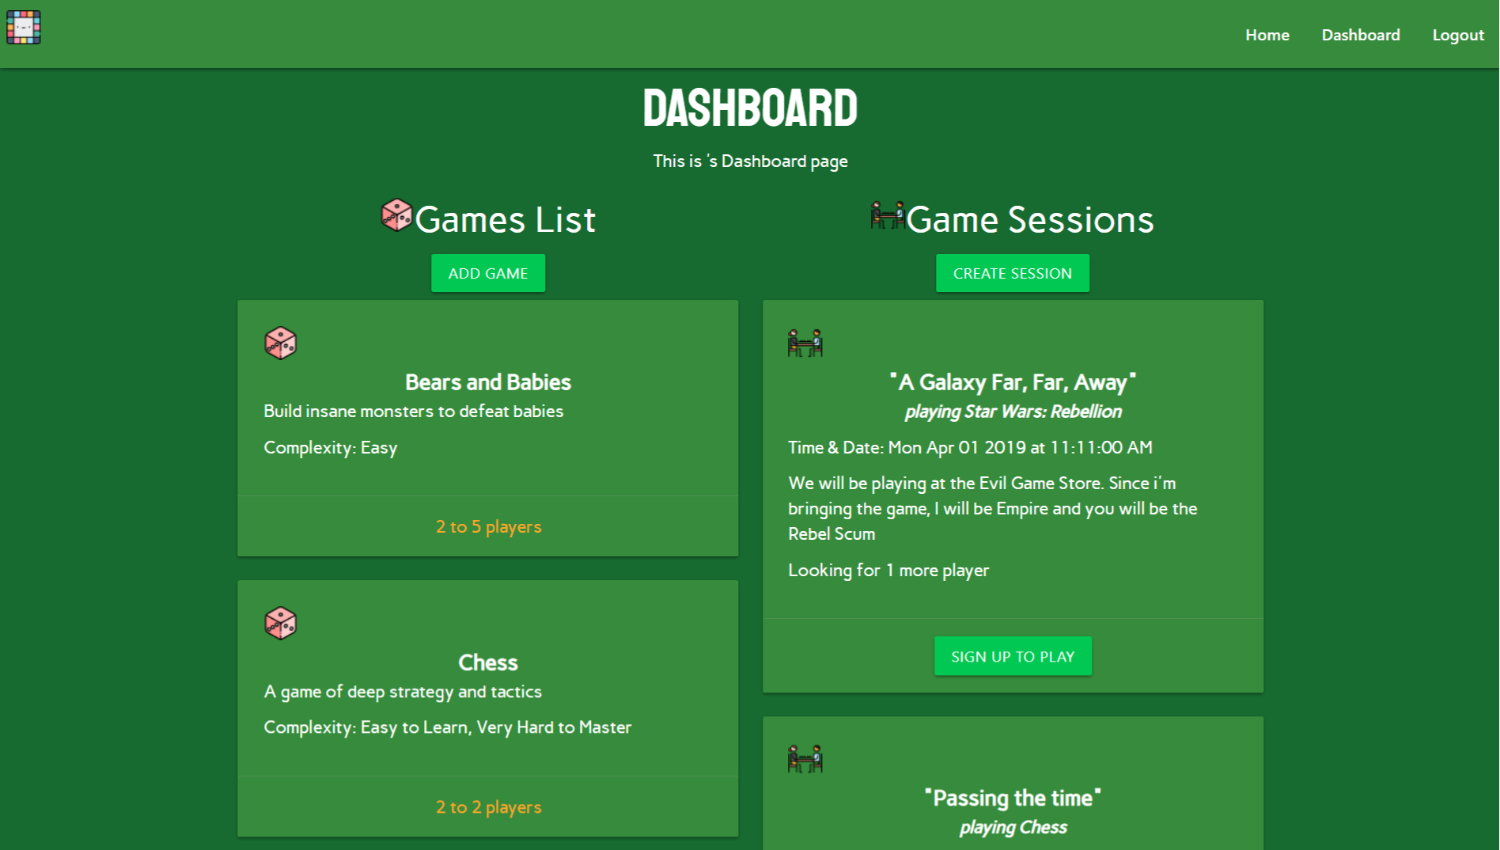 Home Dashboard Logout
DASHBOARD
This is 's Dashboard page
Games List
ADD GAME
Bears and Babies
Build insane monsters to defeat babies
Complexity: Easy
2 to 5 players
Chess
A game of deep strategy and tactics
Complexity: Easy to Learn, Very Hard to Master
2 to 2 players
Game Sessions
CREATE SESSION
"A Galaxy Far, Far, Away"
playing Star Wars: Rebellion
Time & Date: Mon Apr 01 2019 at 11:11:00 AM
We will be playing at the Evil Game Store. Since i'm
bringing the game, I will be Empire and you will be the
Rebel Scum
Looking for 1 more player
SIGN UP TO PLAY
"Passing the time"
playing Chess